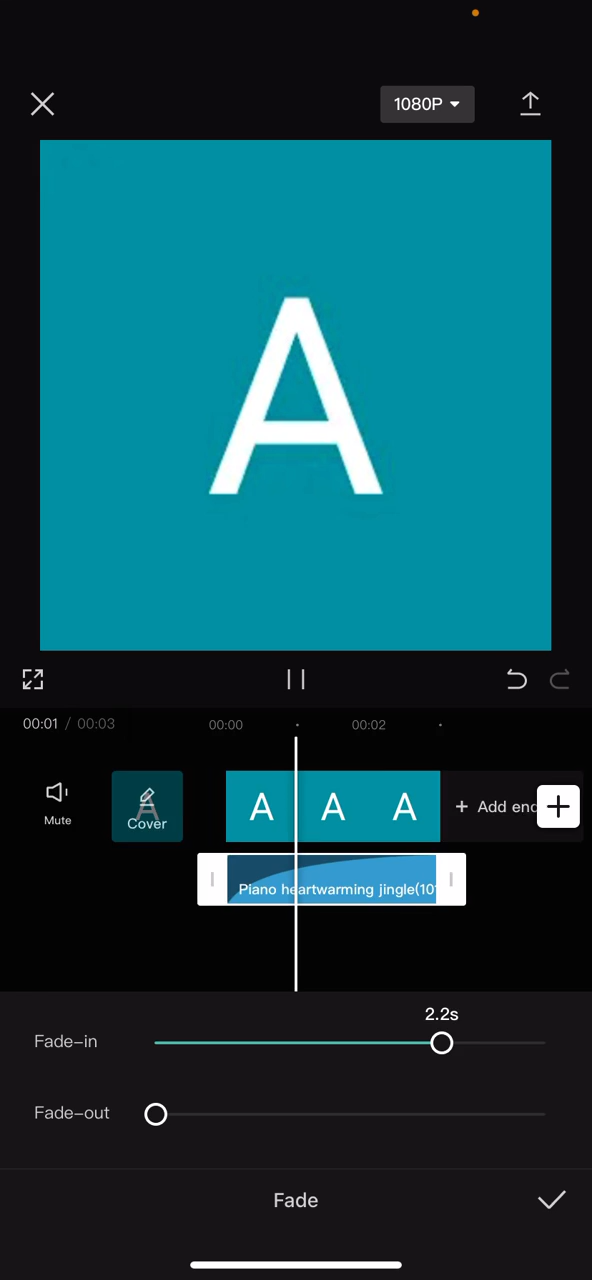 1080P
A
00:01 / 00:03
00:00
00:02
Mute
A
Cover
A A A
+ Add end
Piano heartwarming jingle(10
2.2s
Fade-in
Fade-out
Fade